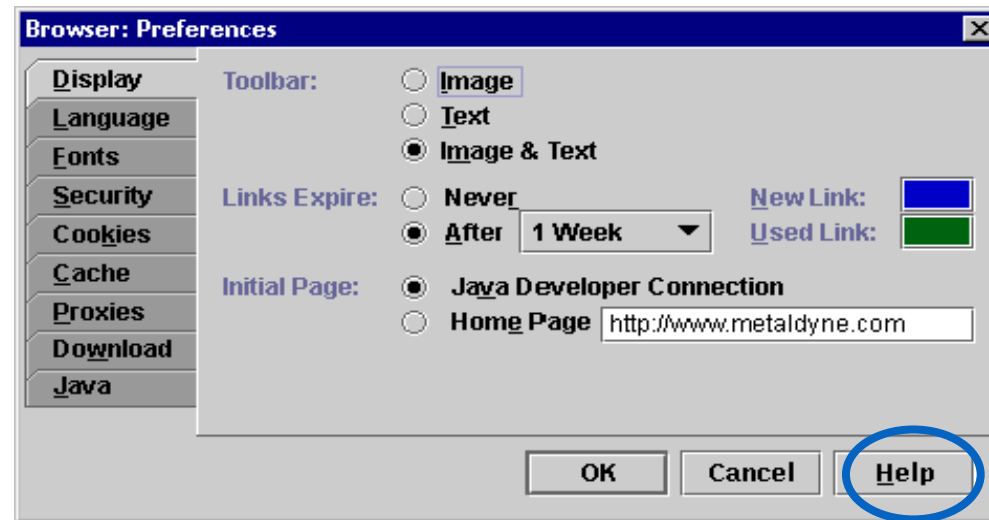 Browser: Preferences
Display
Language
Fonts
Security
Cookies
Cache
Proxies
Download
Java
Toolbar:
Image
Text
Image & Text
Links Expire:
Never
After 1 Week
New Link:
Used Link:
Initial Page:
Java Developer Connection
Home Page http://www.metaldyne.com
OK Cancel Help